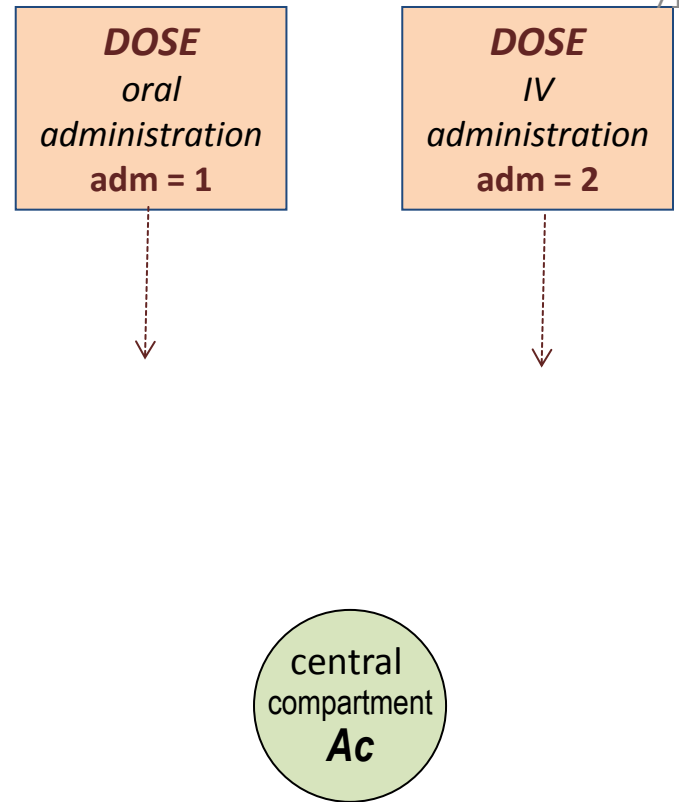 DOSE
oral
administration
adm = 1
DOSE
IV
administration
adm = 2
central
compartment
Ac